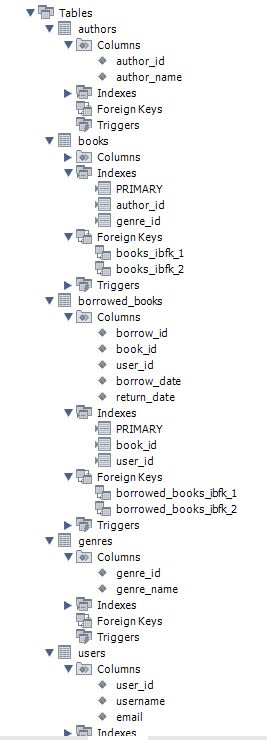 Tables
authors
Columns
author_id
author_name
Indexes
Foreign Keys
Triggers
books
Columns
Indexes
PRIMARY
author_id
genre_id
Foreign Keys
books_ibfk_1
books_ibfk_2
Triggers
borrowed_books
Columns
borrow_id
book_id
user_id
borrow_date
return_date
Indexes
PRIMARY
book_id
user_id
Foreign Keys
borrowed_books_ibfk_1
borrowed_books_ibfk_2
Triggers
genres
Columns
genre_id
genre_name
Indexes
Foreign Keys
Triggers
users
Columns
user_id
username
email
Indexes